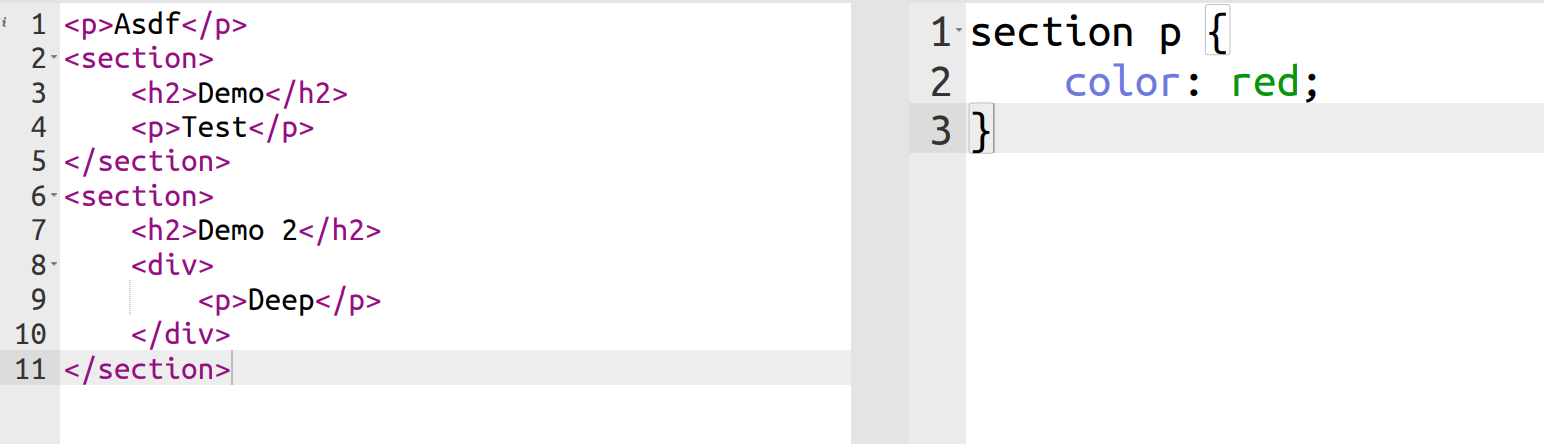 i 1 <p>Asdf</p>
2 <section>
3     <h2>Demo</h2>
4     <p>Test</p>
5 </section>
6 <section>
7     <h2>Demo 2</h2>
8     <div>
9         <p>Deep</p>
10     </div>
11 </section>
1 section p {
2     color: red;
3 }